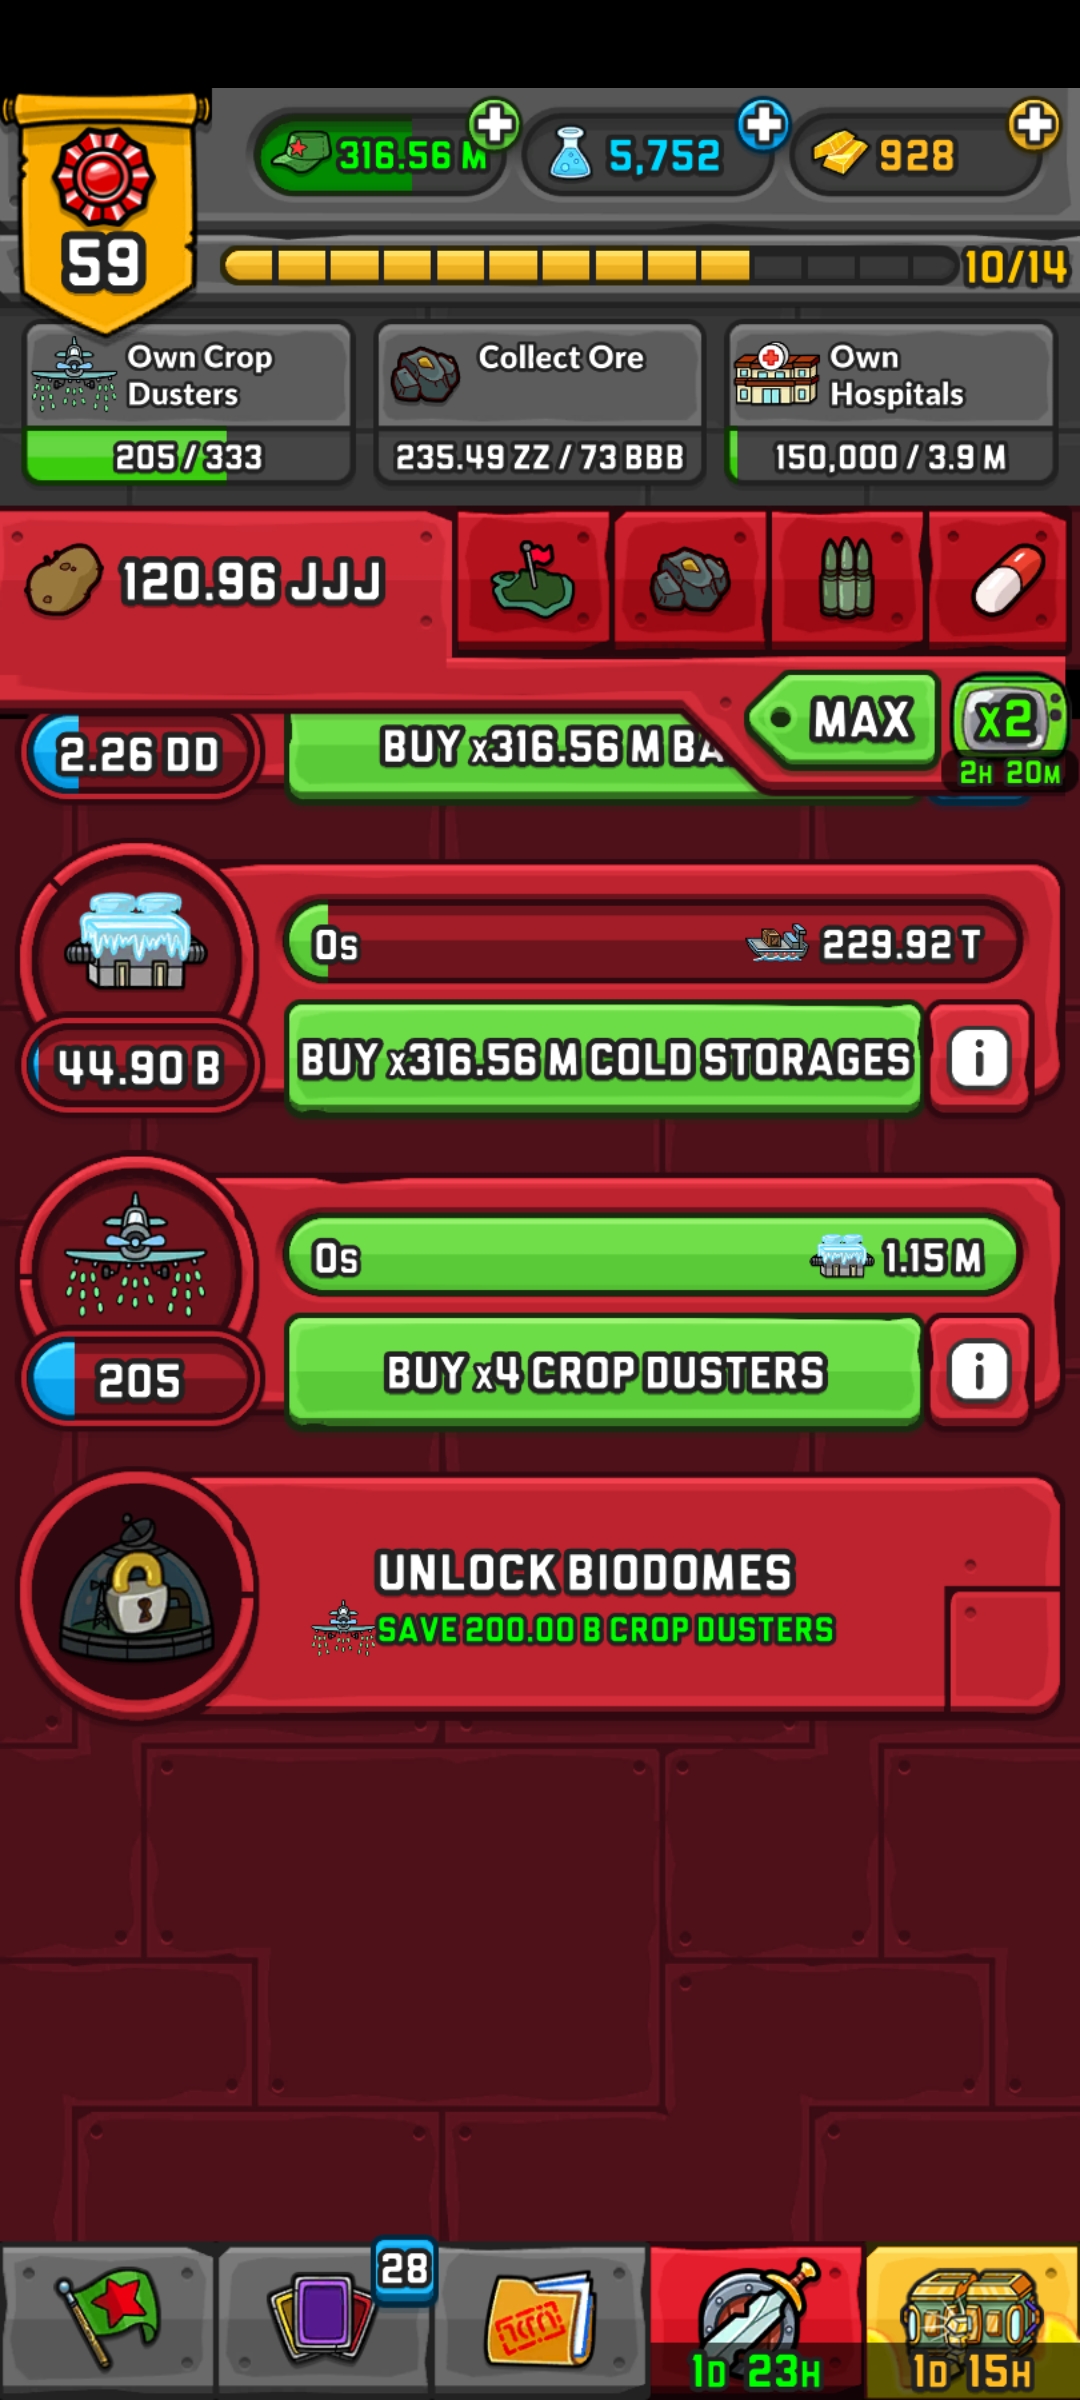 316.56 M
5,752
928
59
10/14
Own Crop
Dusters
205/333
Collect Ore
235.49 ZZ / 73 BBB
Own
Hospitals
150,000 / 3.9 M
120.96 JJJ
MAX
x2
2H 20M
2.26 DD
BUY x316.56 M BA
0s
229.92 T
44.90 B
BUY x316.56 M COLD STORAGES
i
0s
1.15 M
205
BUY x4 CROP DUSTERS
i
UNLOCK BIODOMES
SAVE 200.00 B CROP DUSTERS
28
1D 23H
1D 15H